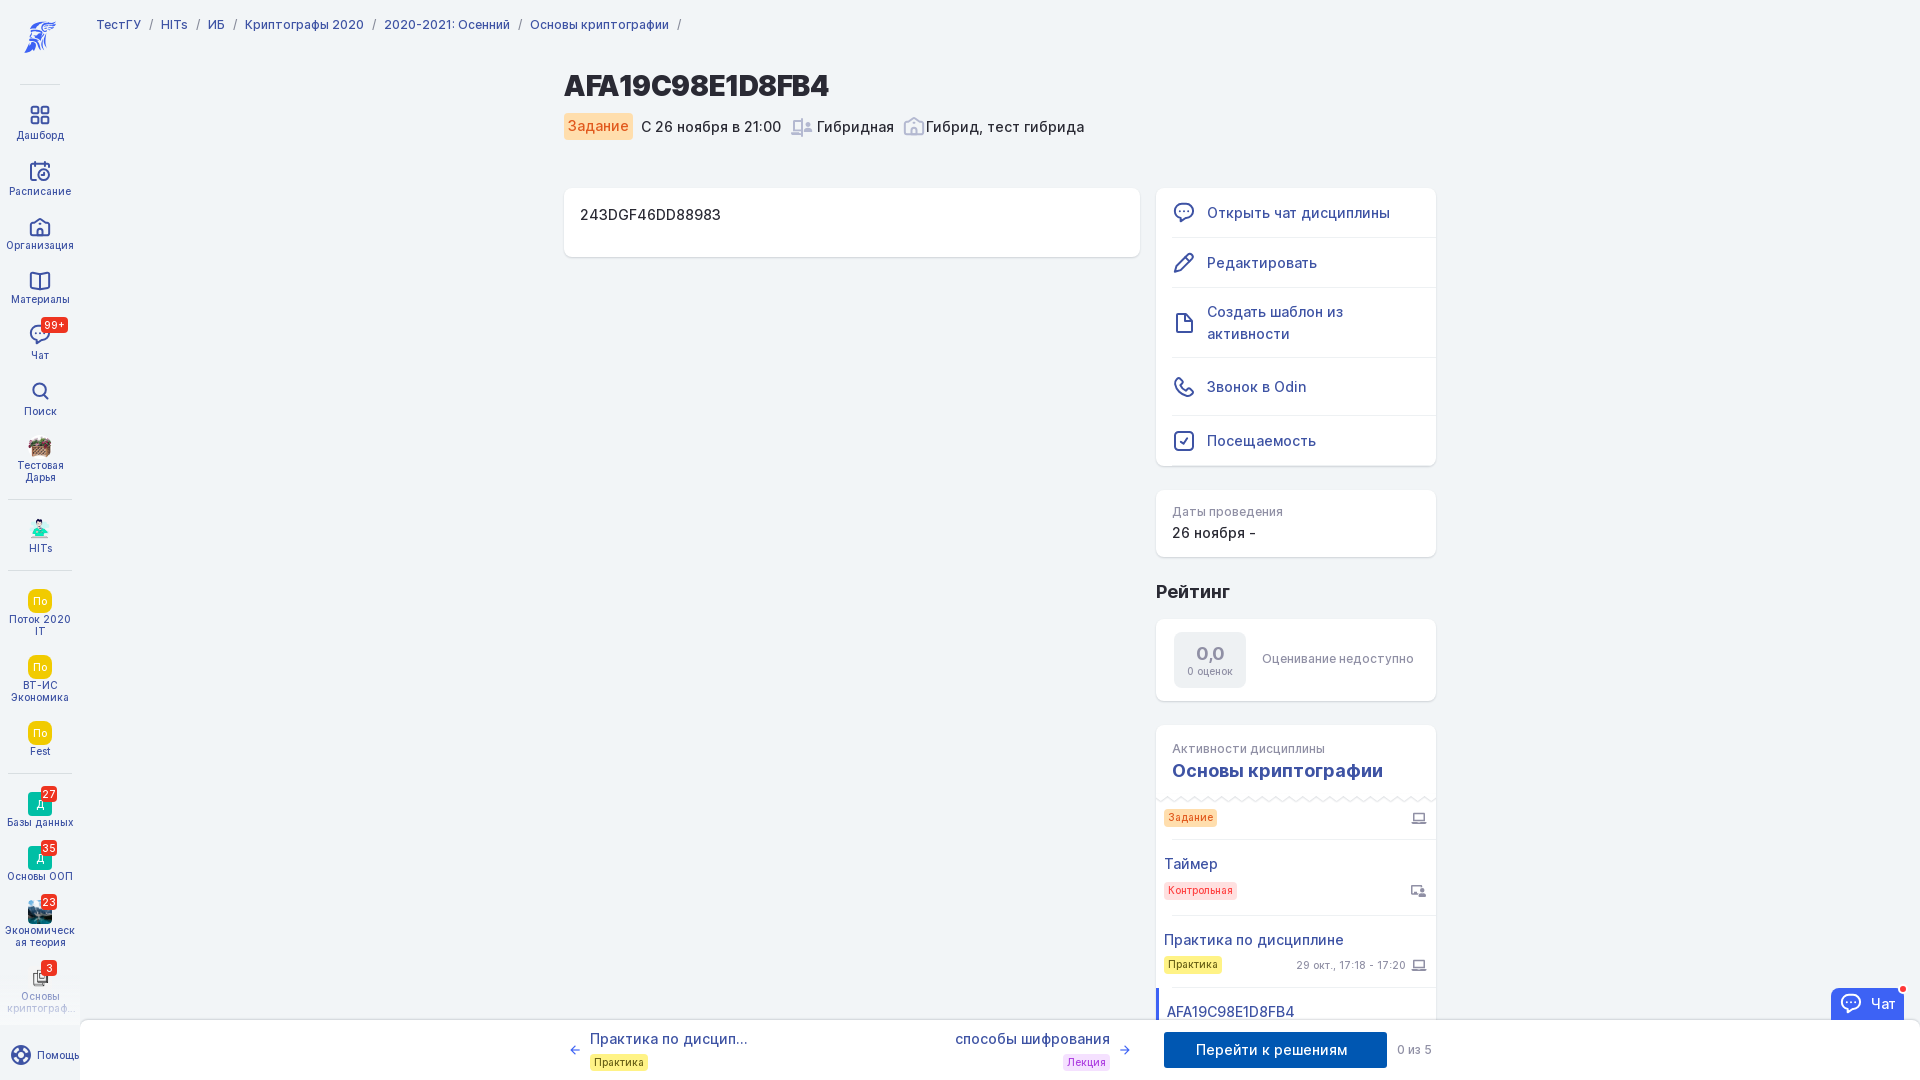 ТестГУ / HITs / ИБ / Криптографы 2020 / 2020-2021: Осенний / Основы криптографии /
AFA19C98E1D8FB4
Задание С 26 ноября в 21:00 Гибридная Гибрид, тест гибрида
Дашборд
Расписание
Организация
Материалы
99+
Чат
Поиск
Тестовая
Дарья
HITs
По
Поток 2020
IT
По
ВТ-ИС
Экономика
По
Fest
27
Д
Базы данных
35
Д
Основы ООП
23
Экономическ
ая теория
3
Основы
криптограф...
Помощь
243DGF46DD88983
Открыть чат дисциплины
Редактировать
Создать шаблон из
активности
Звонок в Odin
Посещаемость
Даты проведения
26 ноября -
Рейтинг
0,0
0 оценок
Оценивание недоступно
Активности дисциплины
Основы криптографии
Задание
Таймер
Контрольная
Практика по дисциплине
Практика 29 окт., 17:18 - 17:20
AFA19C98E1D8FB4
Чат
Практика по дисцип...
Практика
способы шифрования
Лекция
Перейти к решениям 0 из 5